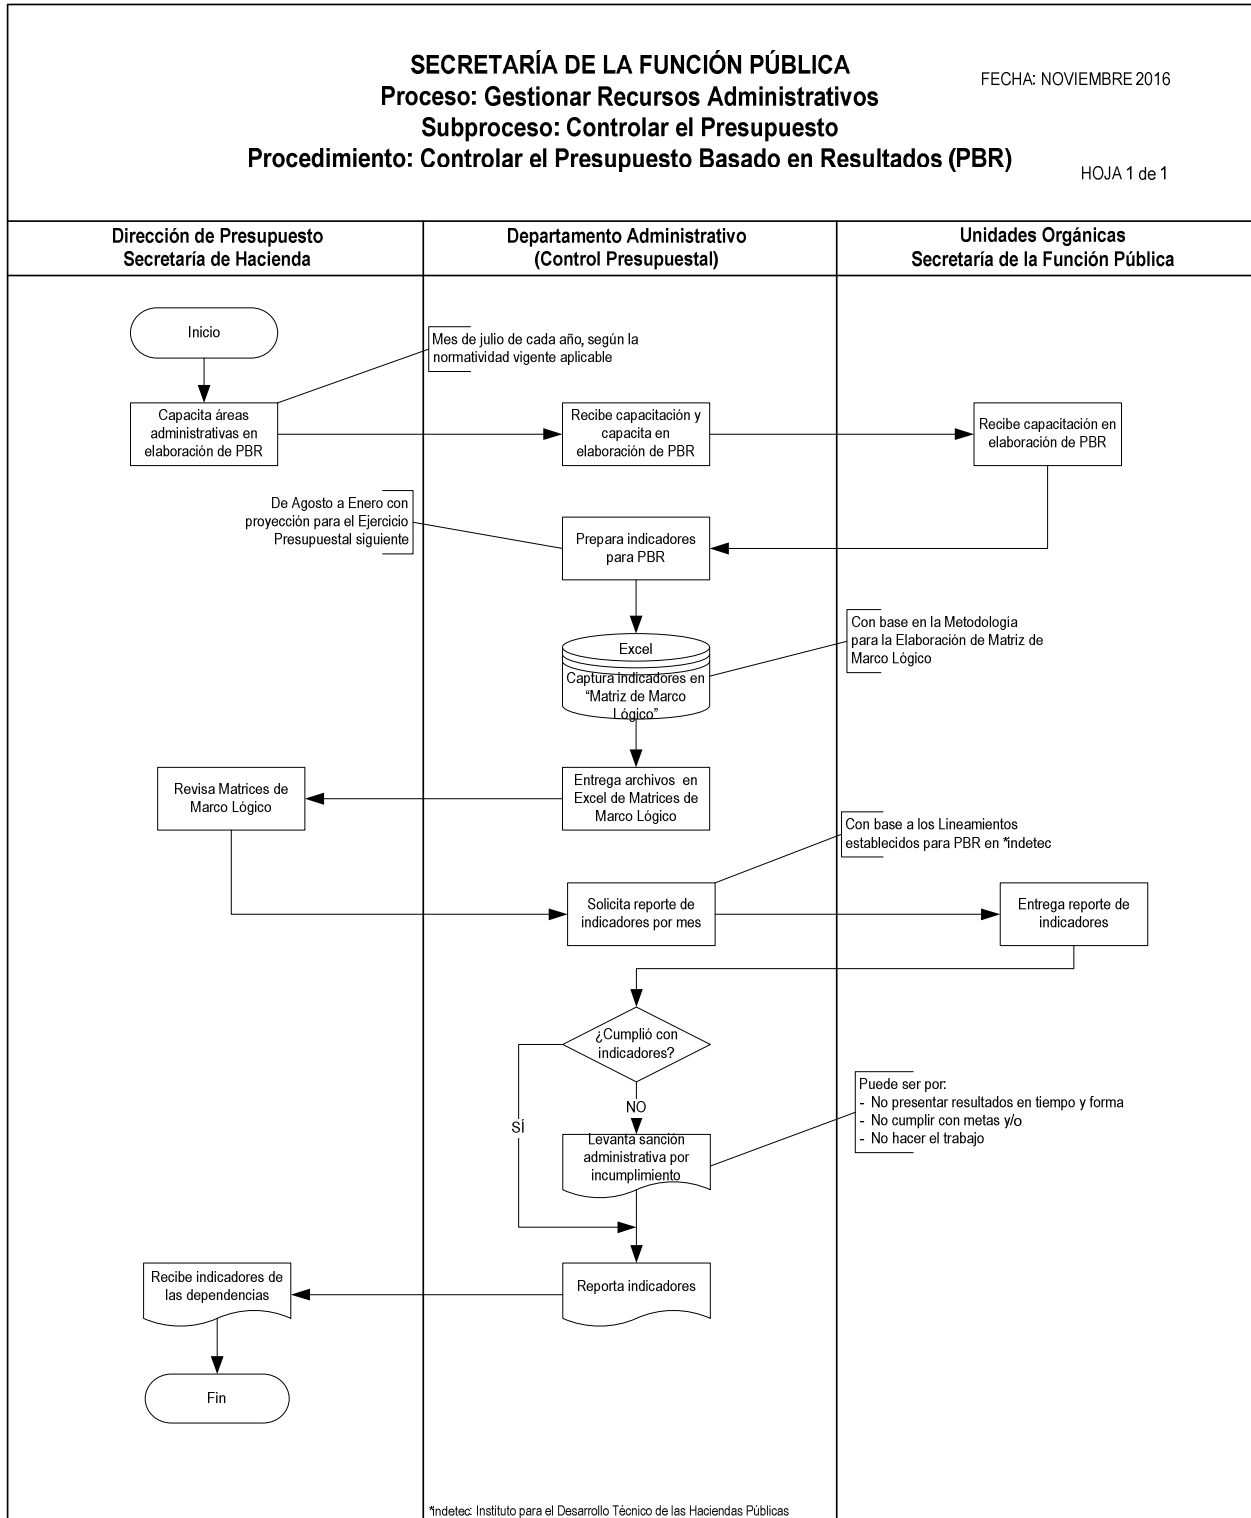 SECRETARÍA DE LA FUNCIÓN PÚBLICA
Proceso: Gestionar Recursos Administrativos
Subproceso: Controlar el Presupuesto
Procedimiento: Controlar el Presupuesto Basado en Resultados (PBR)
FECHA: NOVIEMBRE 2016
HOJA 1 de 1
Dirección de Presupuesto
Secretaría de Hacienda
Departamento Administrativo
(Control Presupuestal)
Unidades Orgánicas
Secretaría de la Función Pública
Inicio
Mes de julio de cada año, según la
normatividad vigente aplicable
Capacita áreas
administrativas en
elaboración de PBR
Recibe capacitación y
capacita en
elaboración de PBR
Recibe capacitación en
elaboración de PBR
De Agosto a Enero con
proyección para el Ejercicio
Presupuestal siguiente
Prepara indicadores
para PBR
Excel
Captura indicadores en
“Matriz de Marco
Lógico”
Con base en la Metodología
para la Elaboración de Matriz de
Marco Lógico
Revisa Matrices de
Marco Lógico
Entrega archivos en
Excel de Matrices de
Marco Lógico
Con base a los Lineamientos
establecidos para PBR en *indetec
Solicita reporte de
indicadores por mes
Entrega reporte de
indicadores
¿Cumplió con
indicadores?
NO
SÍ
Levanta sanción
administrativa por
incumplimiento
Puede ser por:
- No presentar resultados en tiempo y forma
- No cumplir con metas y/o
- No hacer el trabajo
Recibe indicadores de
las dependencias
Reporta indicadores
Fin
*Indetec: Instituto para el Desarrollo Técnico de las Haciendas Públicas